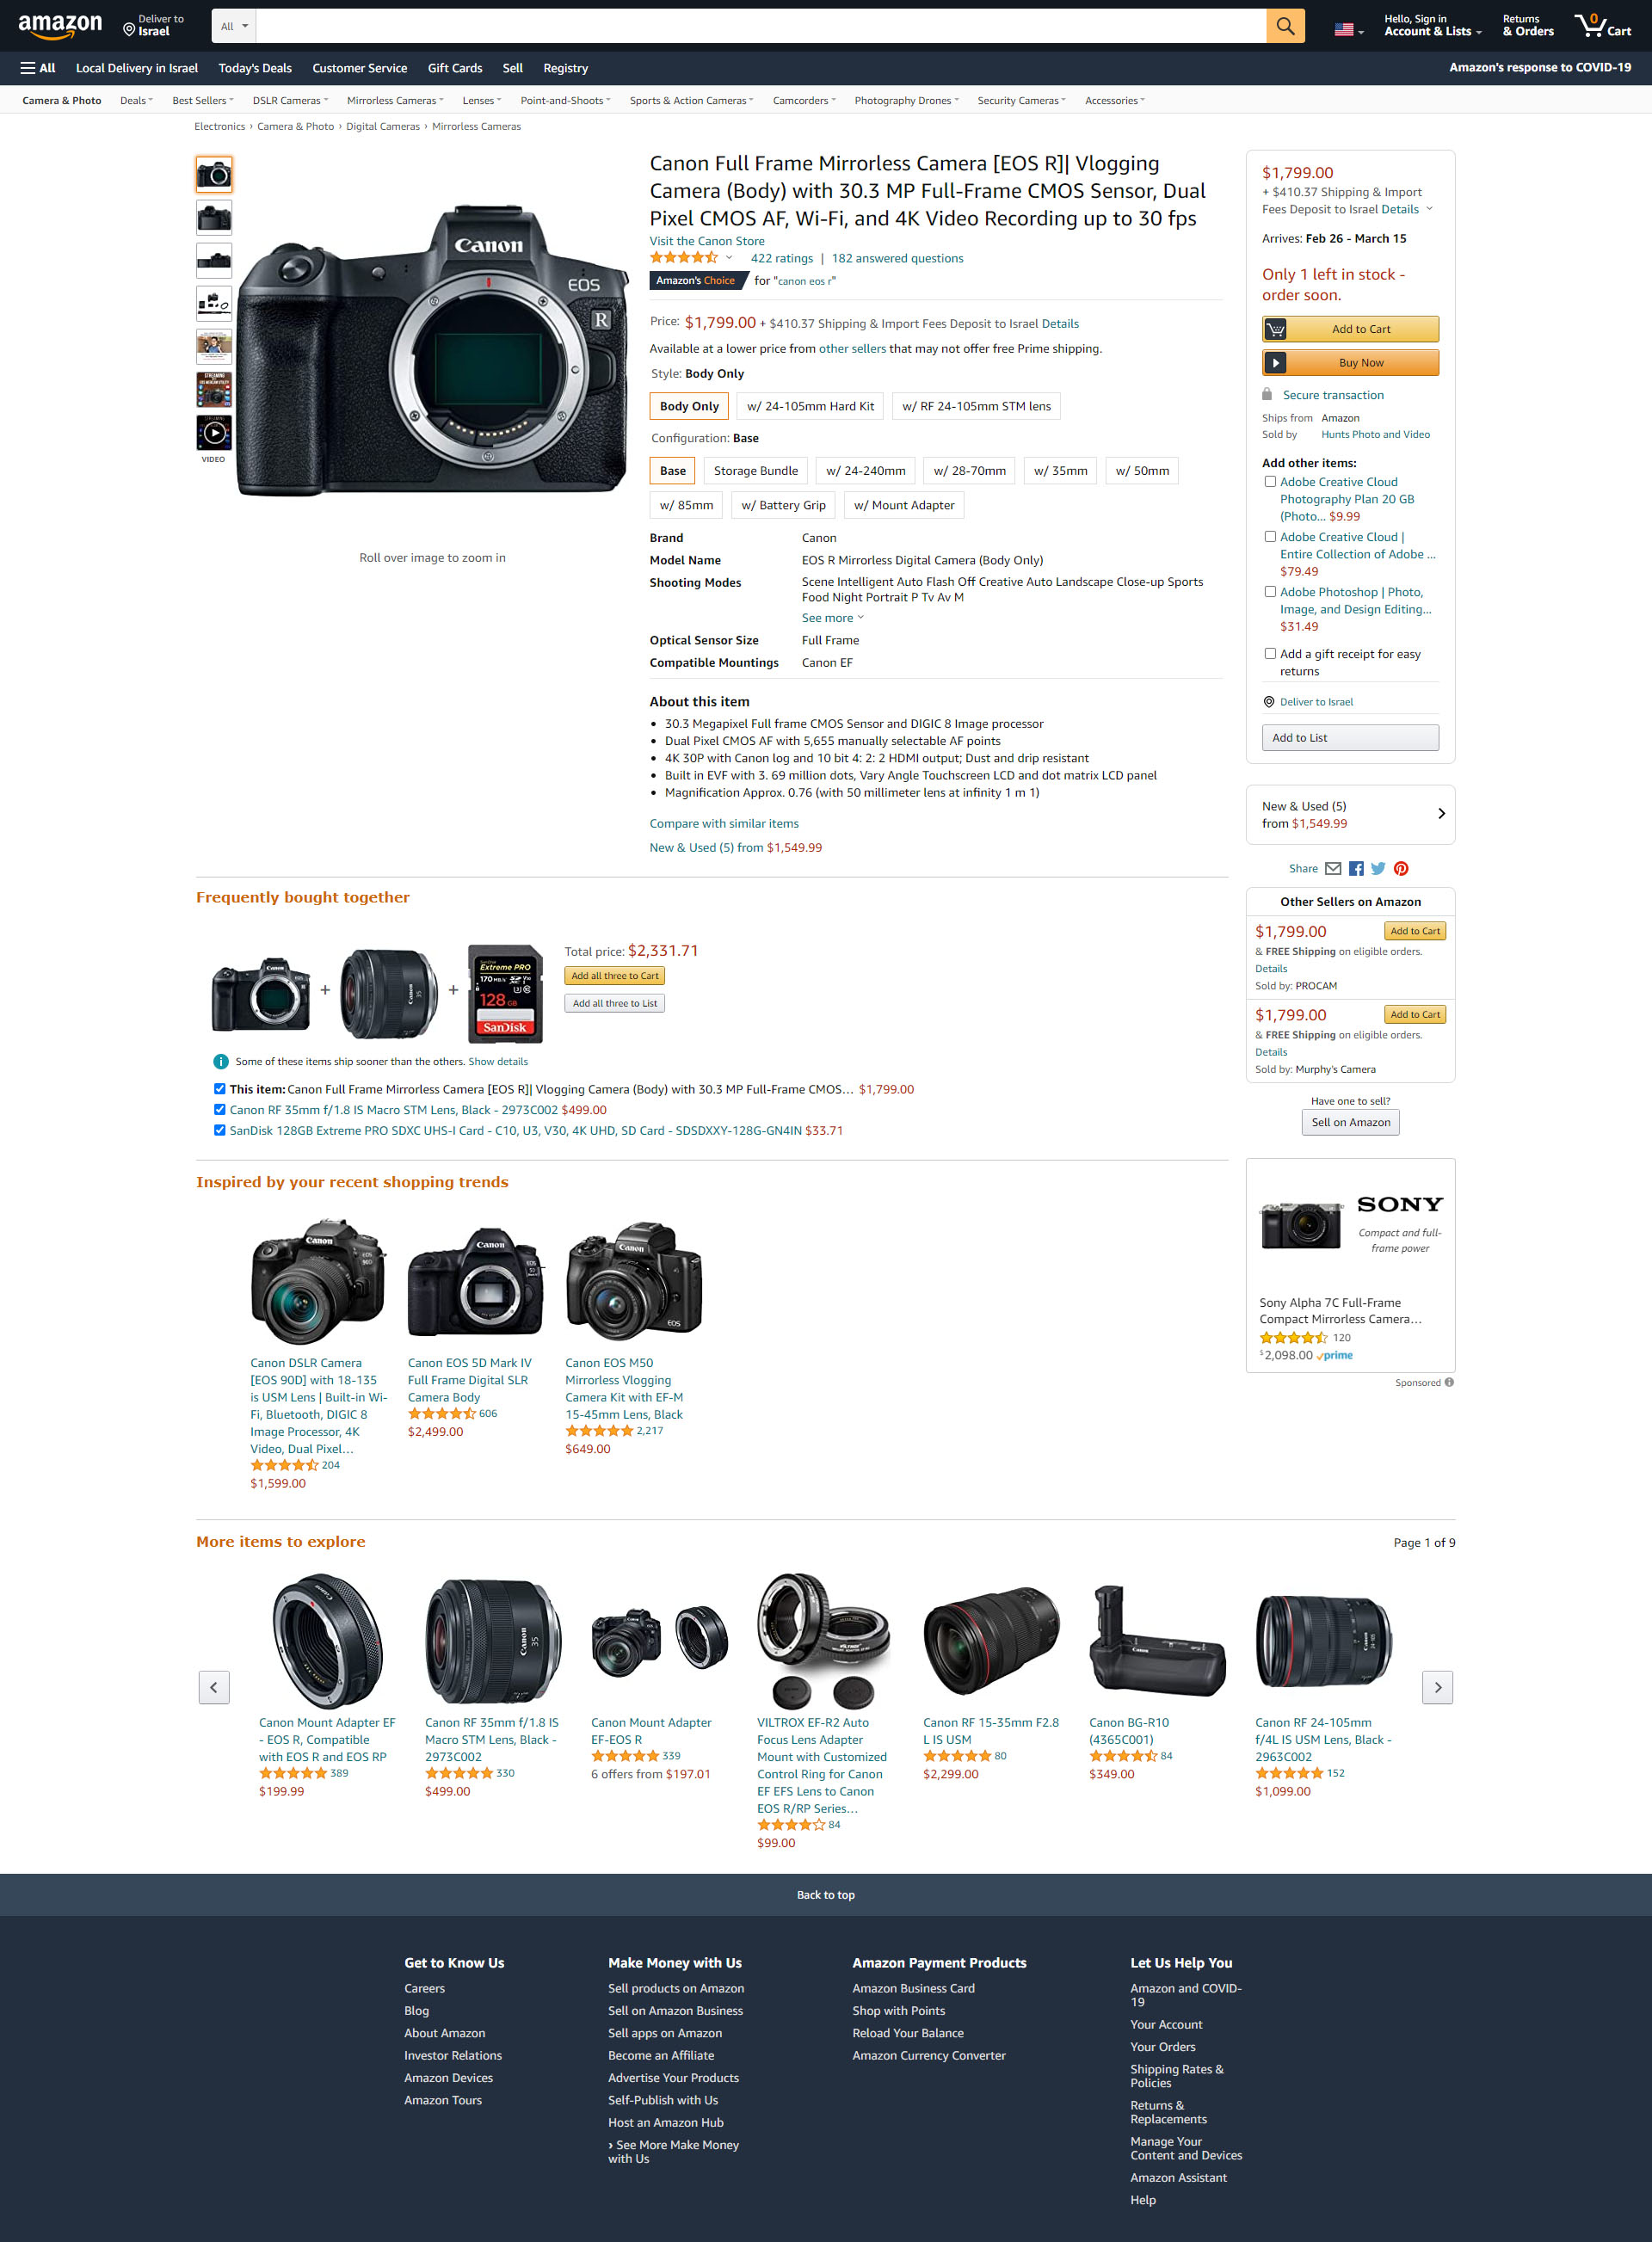 amazon
Deliver to
Israel
All
Hello, Sign in
Account & Lists
Returns
& Orders
0
Cart
All
Local Delivery in Israel
Today's Deals
Customer Service
Gift Cards
Sell
Registry
Amazon's response to COVID-19
Camera & Photo
Deals
Best Sellers
DSLR Cameras
Mirrorless Cameras
Lenses
Point-and-Shoots
Sports & Action Cameras
Camcorders
Photography Drones
Security Cameras
Accessories
Electronics › Camera & Photo › Digital Cameras › Mirrorless Cameras
VIDEO
Canon
EOS
R
Roll over image to zoom in
Canon Full Frame Mirrorless Camera [EOS R]| Vlogging
Camera (Body) with 30.3 MP Full-Frame CMOS Sensor, Dual
Pixel CMOS AF, Wi-Fi, and 4K Video Recording up to 30 fps
Visit the Canon Store
422 ratings | 182 answered questions
Amazon's Choice for "canon eos r"
Price: $1,799.00 + $410.37 Shipping & Import Fees Deposit to Israel Details
Available at a lower price from other sellers that may not offer free Prime shipping.
Style: Body Only
Body Only
w/ 24-105mm Hard Kit
w/ RF 24-105mm STM lens
Configuration: Base
Base
Storage Bundle
w/ 24-240mm
w/ 28-70mm
w/ 35mm
w/ 50mm
w/ 85mm
w/ Battery Grip
w/ Mount Adapter
Brand Canon
Model Name EOS R Mirrorless Digital Camera (Body Only)
Shooting Modes Scene Intelligent Auto Flash Off Creative Auto Landscape Close-up Sports
Food Night Portrait P Tv Av M
See more
Optical Sensor Size Full Frame
Compatible Mountings Canon EF
About this item
• 30.3 Megapixel Full frame CMOS Sensor and DIGIC 8 Image processor
• Dual Pixel CMOS AF with 5,655 manually selectable AF points
• 4K 30P with Canon log and 10 bit 4: 2: 2 HDMI output; Dust and drip resistant
• Built in EVF with 3. 69 million dots, Vary Angle Touchscreen LCD and dot matrix LCD panel
• Magnification Approx. 0.76 (with 50 millimeter lens at infinity 1 m 1)
Compare with similar items
New & Used (5) from $1,549.99
$1,799.00
+ $410.37 Shipping & Import
Fees Deposit to Israel Details
Arrives: Feb 26 - March 15
Only 1 left in stock -
order soon.
Add to Cart
Buy Now
Secure transaction
Ships from Amazon
Sold by Hunts Photo and Video
Add other items:
Adobe Creative Cloud
Photography Plan 20 GB
(Photo... $9.99
Adobe Creative Cloud |
Entire Collection of Adobe ...
$79.49
Adobe Photoshop | Photo,
Image, and Design Editing...
$31.49
Add a gift receipt for easy
returns
Deliver to Israel
Add to List
New & Used (5)
from $1,549.99
Share
Other Sellers on Amazon
$1,799.00
Add to Cart
& FREE Shipping on eligible orders.
Details
Sold by: PROCAM
$1,799.00
Add to Cart
& FREE Shipping on eligible orders.
Details
Sold by: Murphy's Camera
Have one to sell?
Sell on Amazon
SONY
Compact and full-
frame power
Sony Alpha 7C Full-Frame
Compact Mirrorless Camera...
120
$2,098.00 prime
Sponsored
Frequently bought together
Canon
+
Canon
35
+
SanDisk
Extreme PRO
170 MB/s
128 GB
SanDisk
Total price: $2,331.71
Add all three to Cart
Add all three to List
Some of these items ship sooner than the others. Show details
This item: Canon Full Frame Mirrorless Camera [EOS R]| Vlogging Camera (Body) with 30.3 MP Full-Frame CMOS... $1,799.00
Canon RF 35mm f/1.8 IS Macro STM Lens, Black - 2973C002 $499.00
SanDisk 128GB Extreme PRO SDXC UHS-I Card - C10, U3, V30, 4K UHD, SD Card - SDSDXXY-128G-GN4IN $33.71
Inspired by your recent shopping trends
Canon
Canon
Canon
EOS
Canon DSLR Camera
[EOS 90D] with 18-135
is USM Lens | Built-in Wi-
Fi, Bluetooth, DIGIC 8
Image Processor, 4K
Video, Dual Pixel...
204
$1,599.00
Canon EOS 5D Mark IV
Full Frame Digital SLR
Camera Body
606
$2,499.00
Canon EOS M50
Mirrorless Vlogging
Camera Kit with EF-M
15-45mm Lens, Black
2,217
$649.00
More items to explore
Page 1 of 9
Canon Mount Adapter EF
- EOS R, Compatible
with EOS R and EOS RP
389
$199.99
Canon RF 35mm f/1.8 IS
Macro STM Lens, Black -
2973C002
330
$499.00
Canon Mount Adapter
EF-EOS R
339
6 offers from $197.01
VILTROX EF-R2 Auto
Focus Lens Adapter
Mount with Customized
Control Ring for Canon
EF EFS Lens to Canon
EOS R/RP Series...
84
$99.00
Canon RF 15-35mm F2.8
L IS USM
80
$2,299.00
Canon BG-R10
(4365C001)
84
$349.00
Canon RF 24-105mm
f/4L IS USM Lens, Black -
2963C002
152
$1,099.00
Back to top
Get to Know Us
Careers
Blog
About Amazon
Investor Relations
Amazon Devices
Amazon Tours
Make Money with Us
Sell products on Amazon
Sell on Amazon Business
Sell apps on Amazon
Become an Affiliate
Advertise Your Products
Self-Publish with Us
Host an Amazon Hub
› See More Make Money
with Us
Amazon Payment Products
Amazon Business Card
Shop with Points
Reload Your Balance
Amazon Currency Converter
Let Us Help You
Amazon and COVID-
19
Your Account
Your Orders
Shipping Rates &
Policies
Returns &
Replacements
Manage Your
Content and Devices
Amazon Assistant
Help